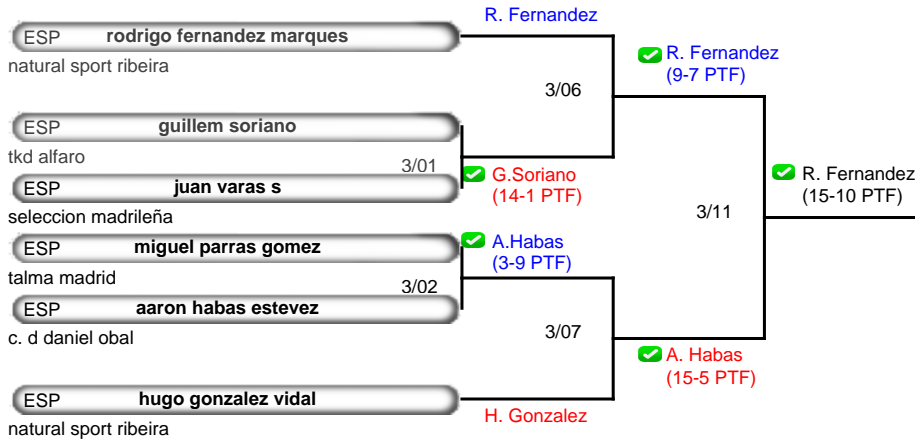 R. Fernandez
ESP rodrigo fernandez marques
natural sport ribeira
R. Fernandez
(9-7 PTF)
3/06
ESP guillem soriano
tkd alfaro
3/01
G.Soriano
(14-1 PTF)
ESP juan varas s
seleccion madrileña
R. Fernandez
(15-10 PTF)
3/11
ESP miguel parras gomez
talma madrid
A.Habas
(3-9 PTF)
3/02
ESP aaron habas estevez
c. d daniel obal
3/07
A. Habas
(15-5 PTF)
ESP hugo gonzalez vidal
natural sport ribeira
H. Gonzalez